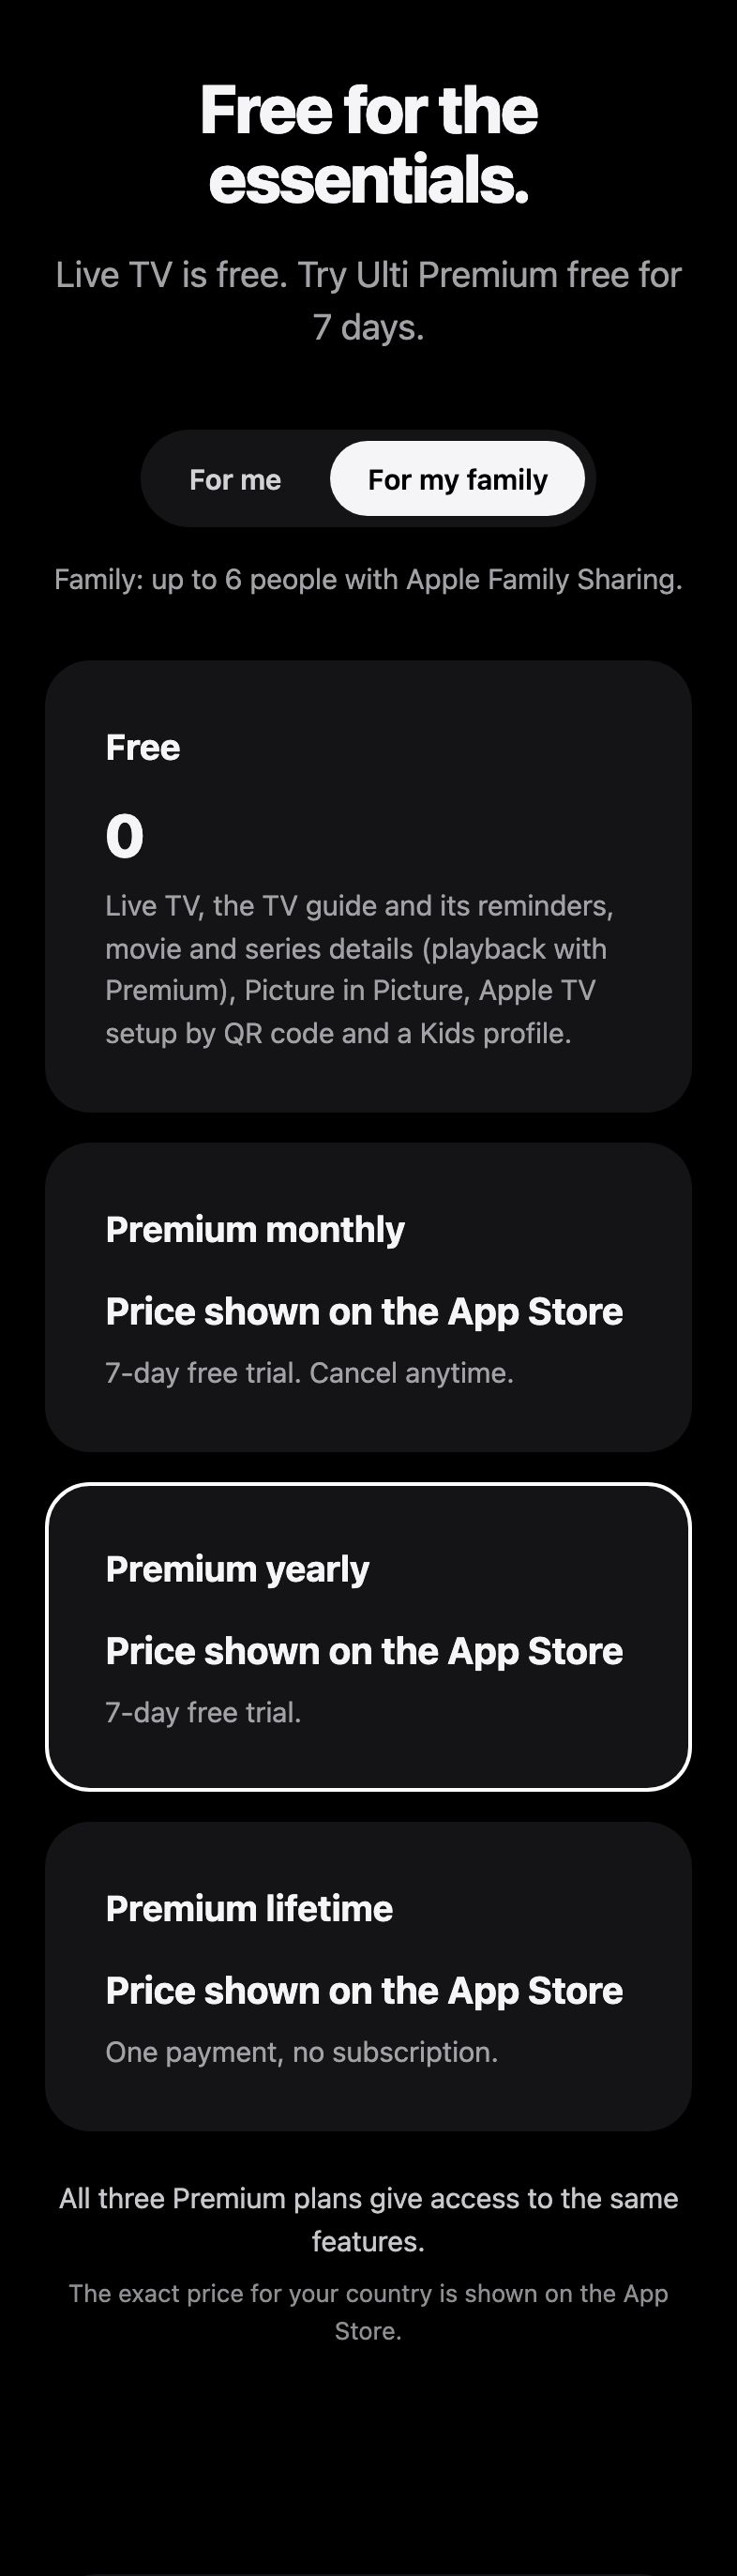 Free for the
essentials.
Live TV is free. Try Ulti Premium free for
7 days.
For me
For my family
Family: up to 6 people with Apple Family Sharing.
Free
0
Live TV, the TV guide and its reminders,
movie and series details (playback with
Premium), Picture in Picture, Apple TV
setup by QR code and a Kids profile.
Premium monthly
Price shown on the App Store
7-day free trial. Cancel anytime.
Premium yearly
Price shown on the App Store
7-day free trial.
Premium lifetime
Price shown on the App Store
One payment, no subscription.
All three Premium plans give access to the same
features.
The exact price for your country is shown on the App
Store.